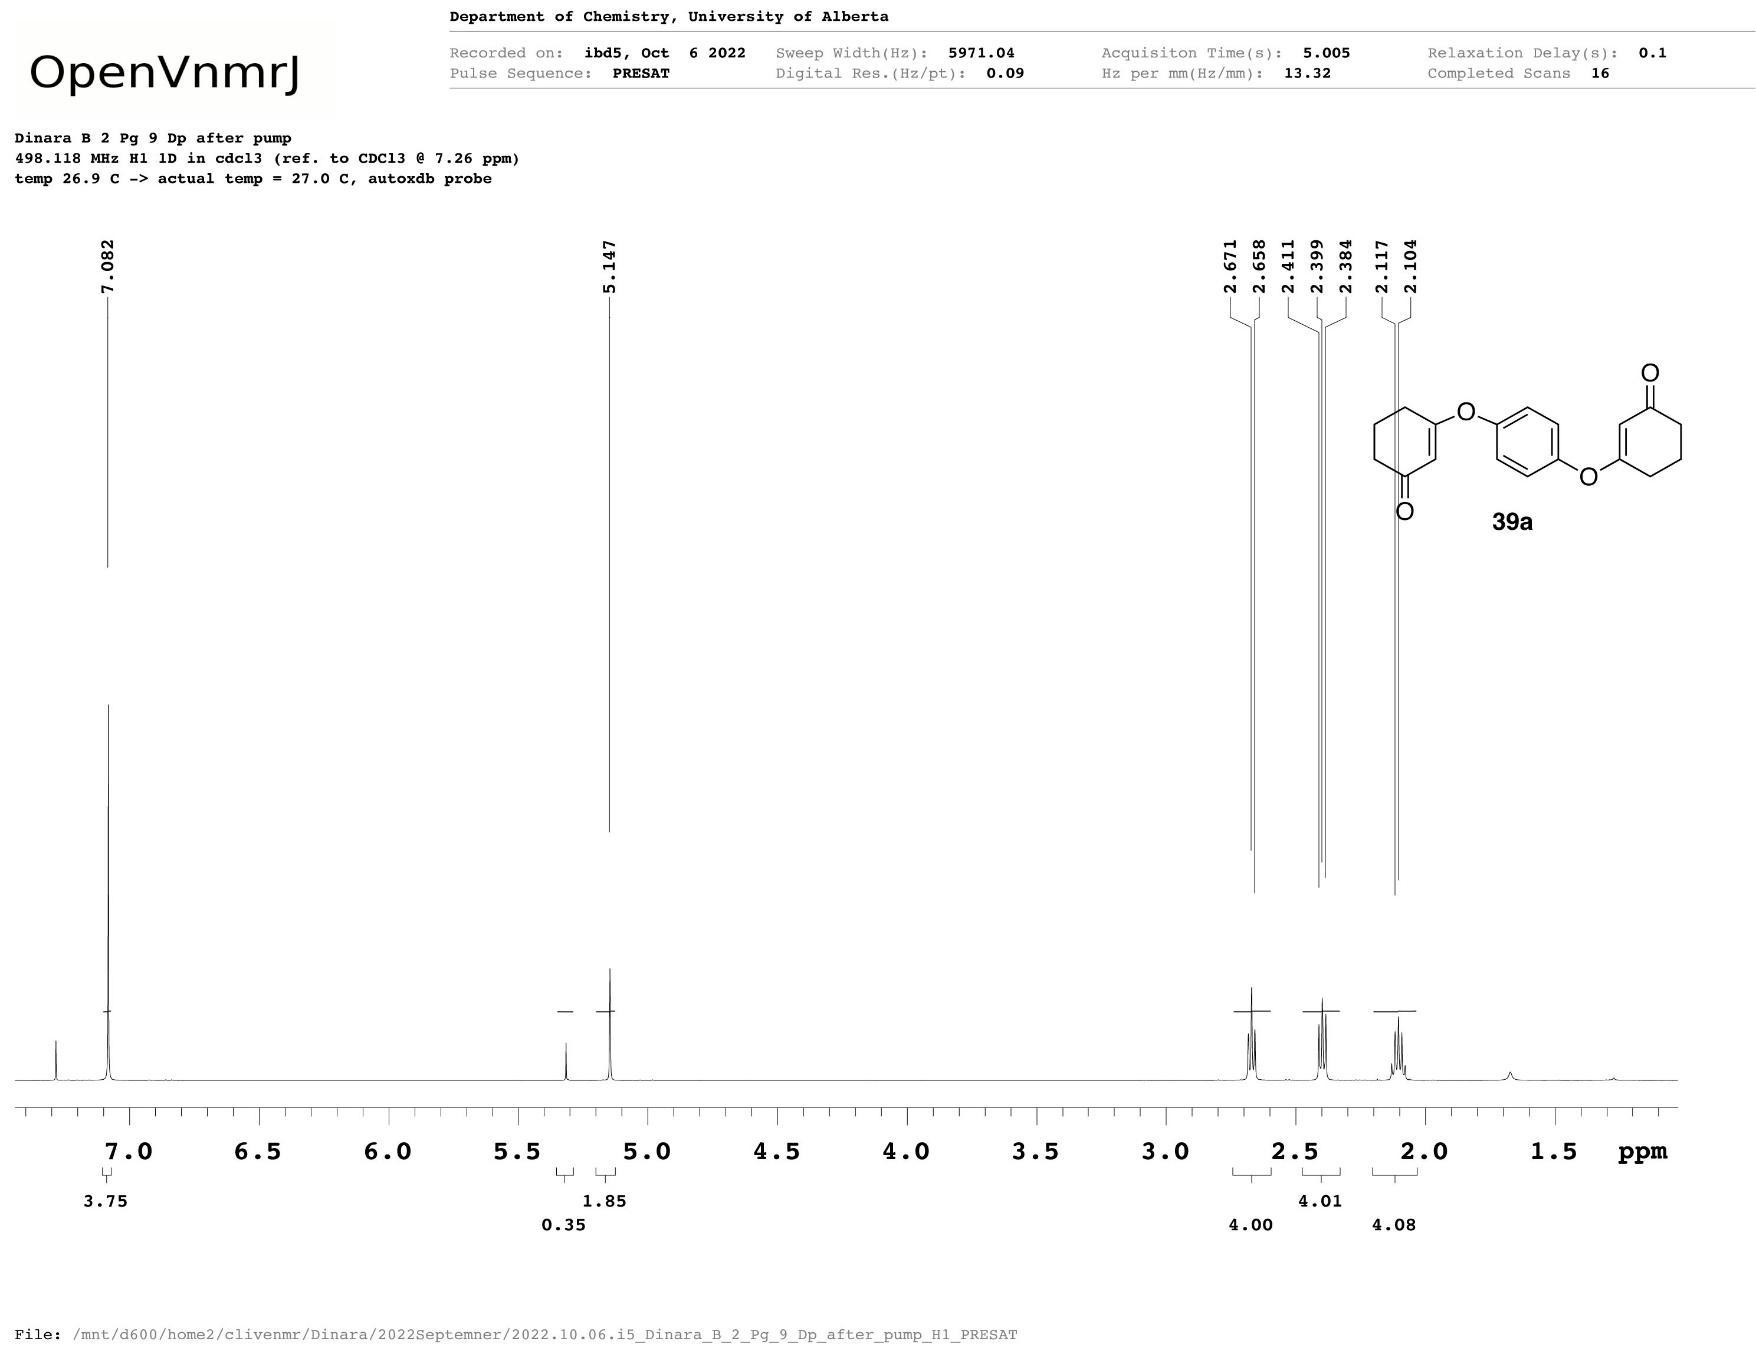 Department of Chemistry, University of Alberta
OpenVnmrJ
Recorded on: ibd5, Oct 6 2022 Sweep Width(Hz): 5971.04 Acquisiton Time(s): 5.005 Relaxation Delay(s): 0.1
Pulse Sequence: PRESAT Digital Res.(Hz/pt): 0.09 Hz per mm(Hz/mm): 13.32 Completed Scans 16
Dinara B 2 Pg 9 Dp after pump
498.118 MHz H1 1D in cdcl3 (ref. to CDCl3 @ 7.26 ppm)
temp 26.9 C -> actual temp = 27.0 C, autoxdb probe
7.082 5.147 2.671 2.658 2.411 2.399 2.384 2.117 2.104
O
O
O
O
39a
7.0 6.5 6.0 5.5 5.0 4.5 4.0 3.5 3.0 2.5 2.0 1.5 ppm
3.75 1.85 4.01
0.35 4.00 4.08
File: /mnt/d600/home2/clivenmr/Dinara/2022Septemner/2022.10.06.i5_Dinara_B_2_Pg_9_Dp_after_pump_H1_PRESAT